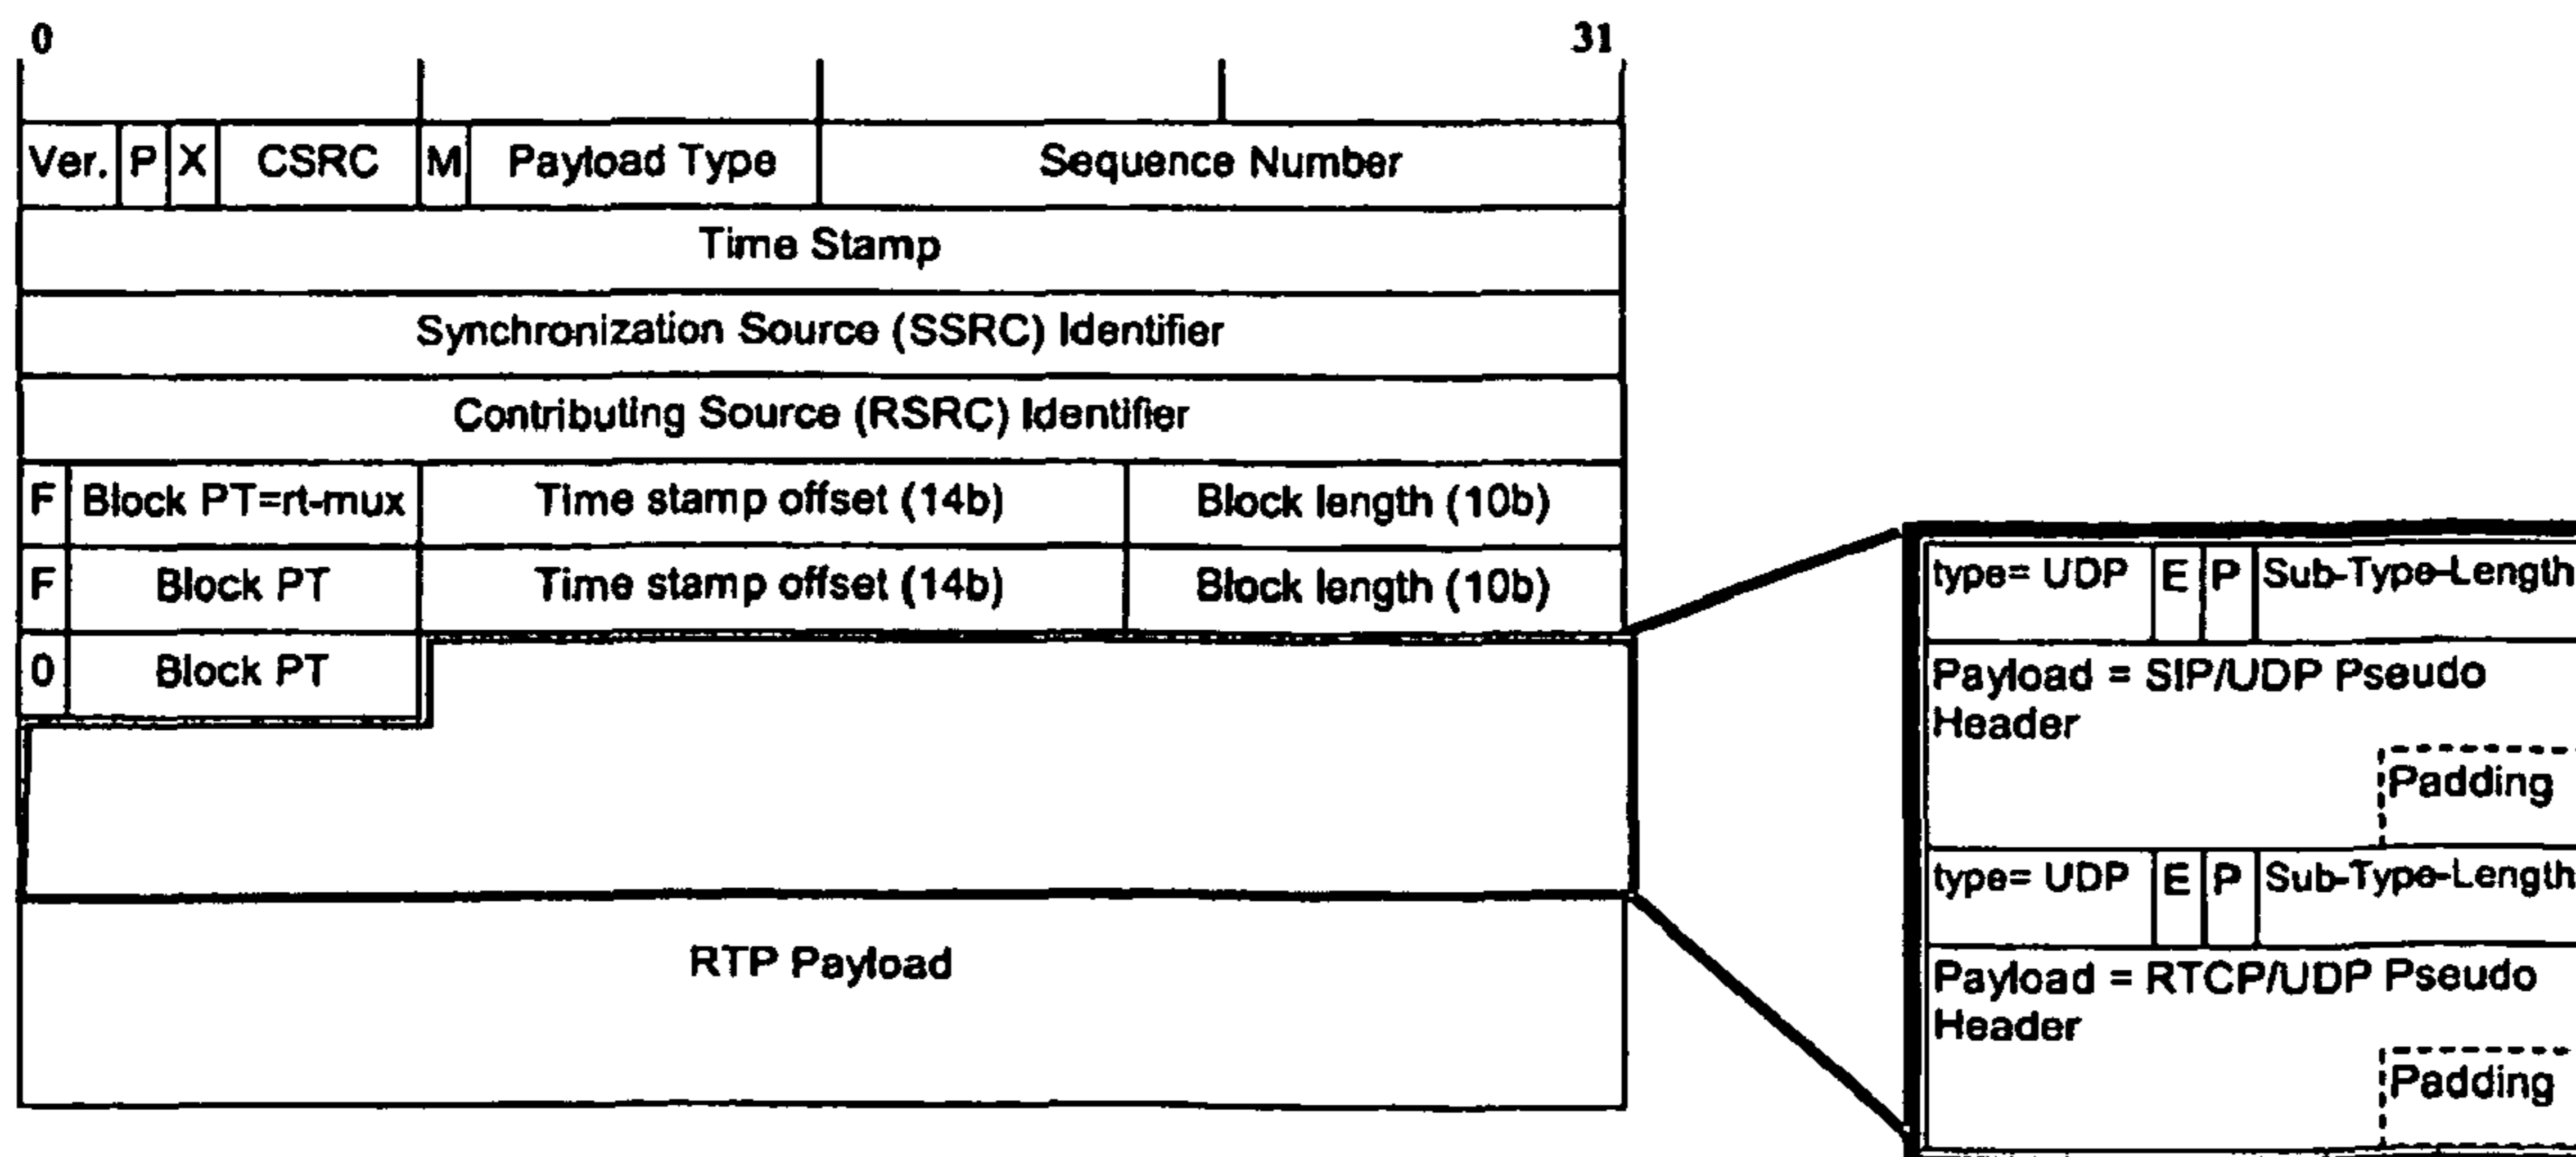 0 31
Ver. P X CSRC M Payload Type Sequence Number
Time Stamp
Synchronization Source (SSRC) Identifier
Contributing Source (RSRC) Identifier
F Block PT=rt-mux Time stamp offset (14b) Block length (10b)
F Block PT Time stamp offset (14b) Block length (10b)
0 Block PT
RTP Payload
type= UDP E P Sub-Type-Length
Payload = SIP/UDP Pseudo
Header
Padding
type= UDP E P Sub-Type-Length
Payload = RTCP/UDP Pseudo
Header
Padding